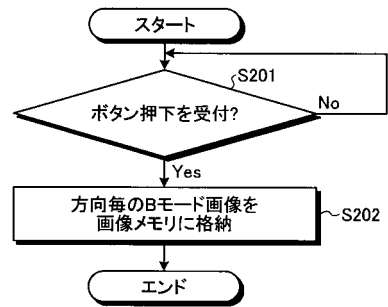 スタート
S201
ボタン押下を受付?
No
Yes
方向毎のBモード画像を
画像メモリに格納
S202
エンド